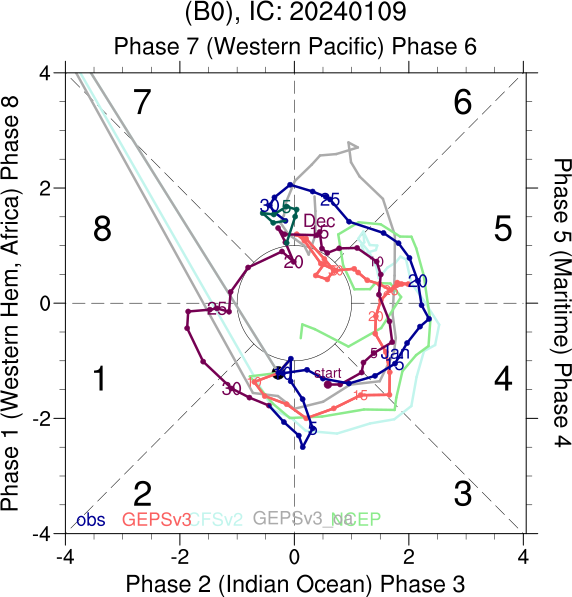 (B0), IC: 20240109
Phase 7 (Western Pacific) Phase 6
Phase 1 (Western Hem, Africa) Phase 8
Phase 5 (Maritime) Phase 4
4
2
0
-2
-4
7
6
8
5
1
4
2
3
30
5
25
Dec
5
10
20
15
20
25
20
Jan
5
15
start
30
15
5
obs
GEPSv3
CFSv2
GEPSv3_da
NCEP
-4
-2
0
2
4
Phase 2 (Indian Ocean) Phase 3